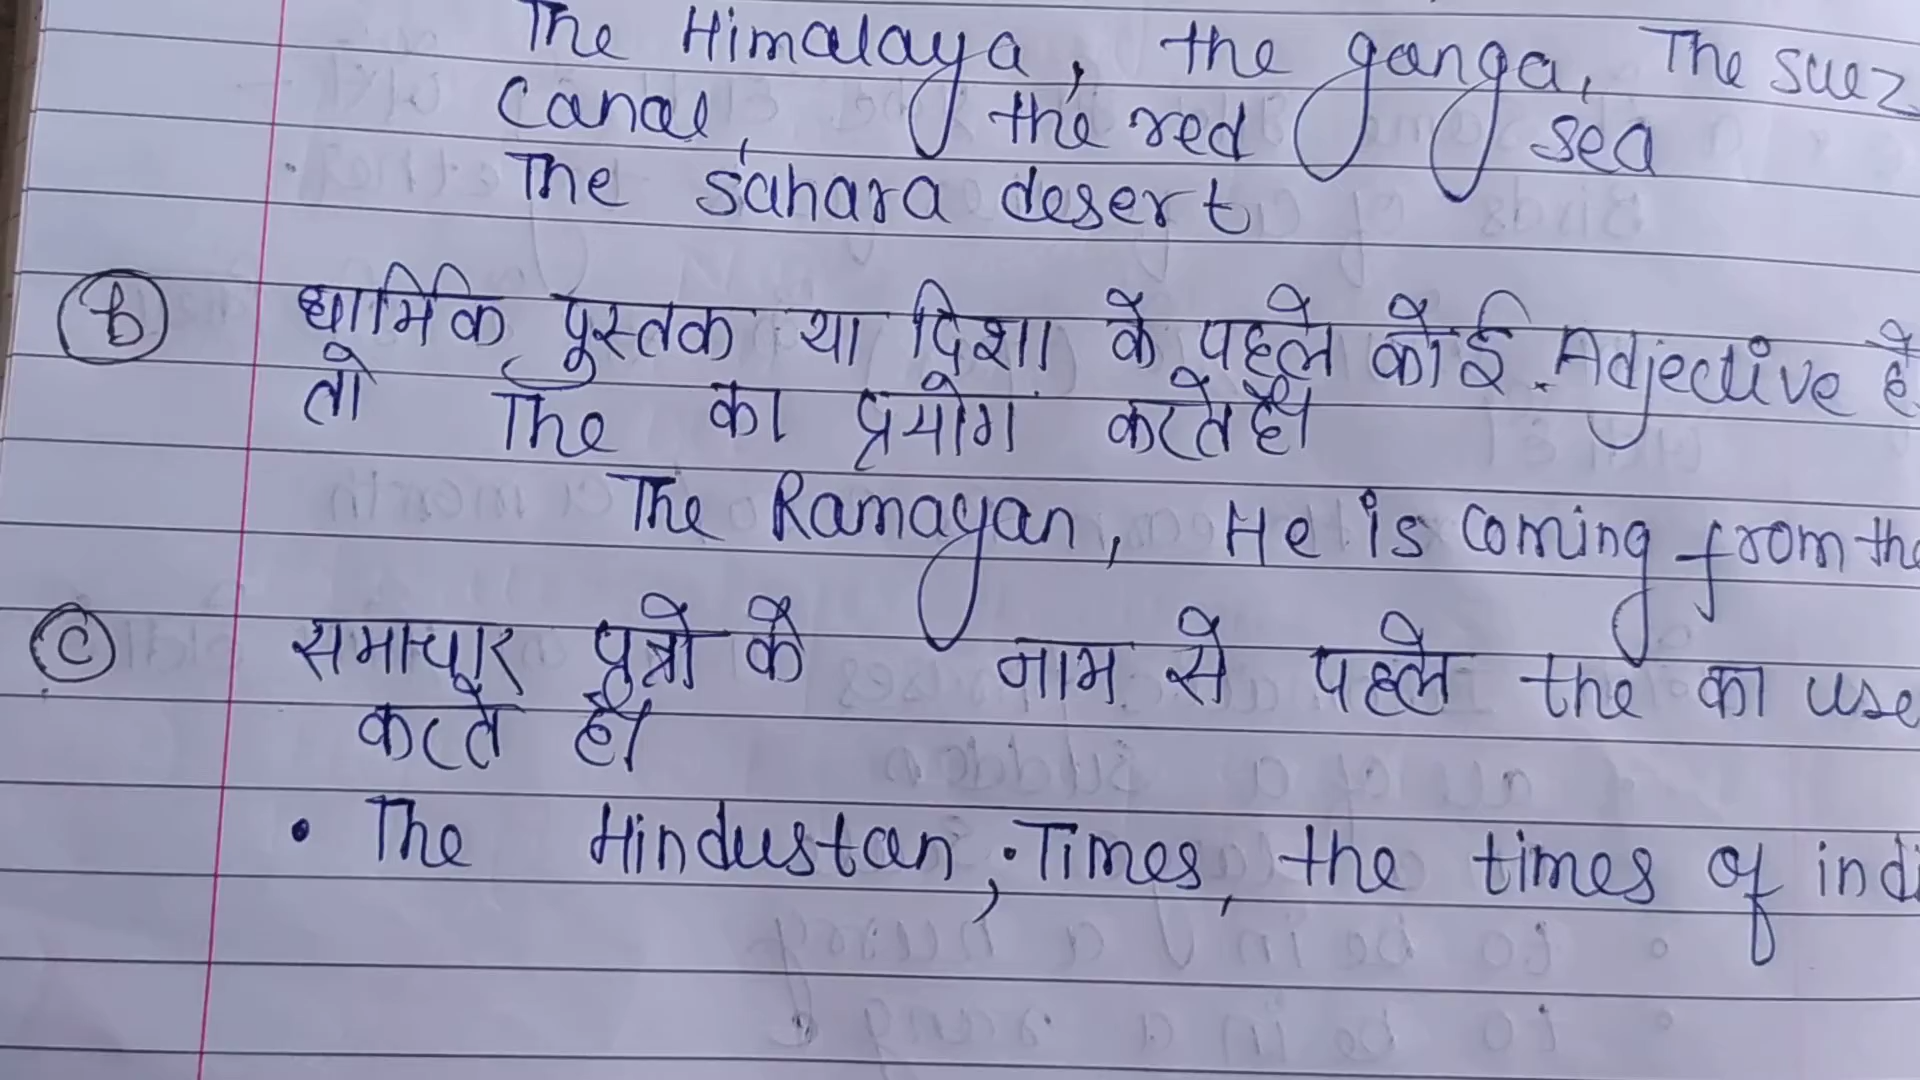 The Himalaya, the ganga, The suez
Canal, the red sea
The sahara desert
(b) धार्मिक पुस्तक या दिशा के पहले कोई Adjective है
तो The का प्रयोग करते है।
The Ramayan, He is coming from the
(C) समाचार पत्रो के नाम से पहले the का use
करते है।
• The Hindustan, • Times, the times of indi